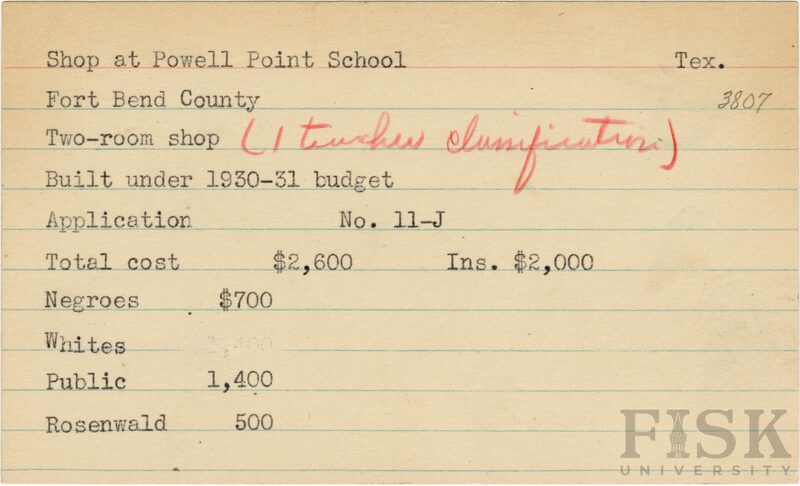 Shop at Powell Point School Tex.
Fort Bend County 3807
Two-room shop (1 teacher classification)
Built under 1930-31 budget
Application No. 11-J
Total cost $2,600 Ins. $2,000
Negroes $700
Whites 1,400
Public 1,400
Rosenwald 500
FISK
UNIVERSITY